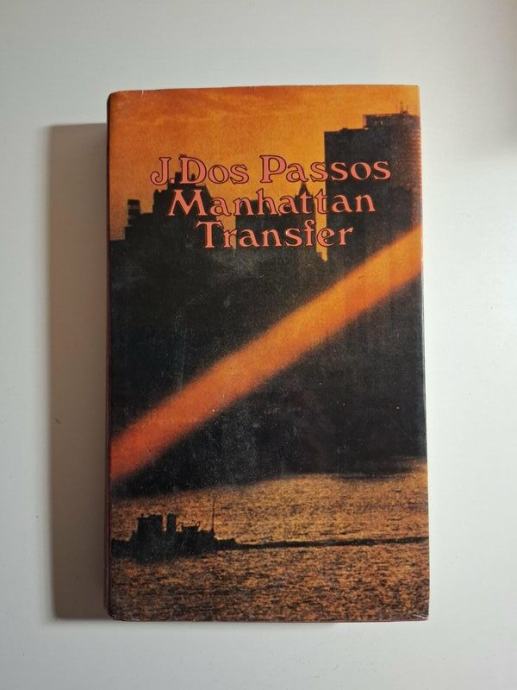 J. Dos Passos
Manhattan
Transfer